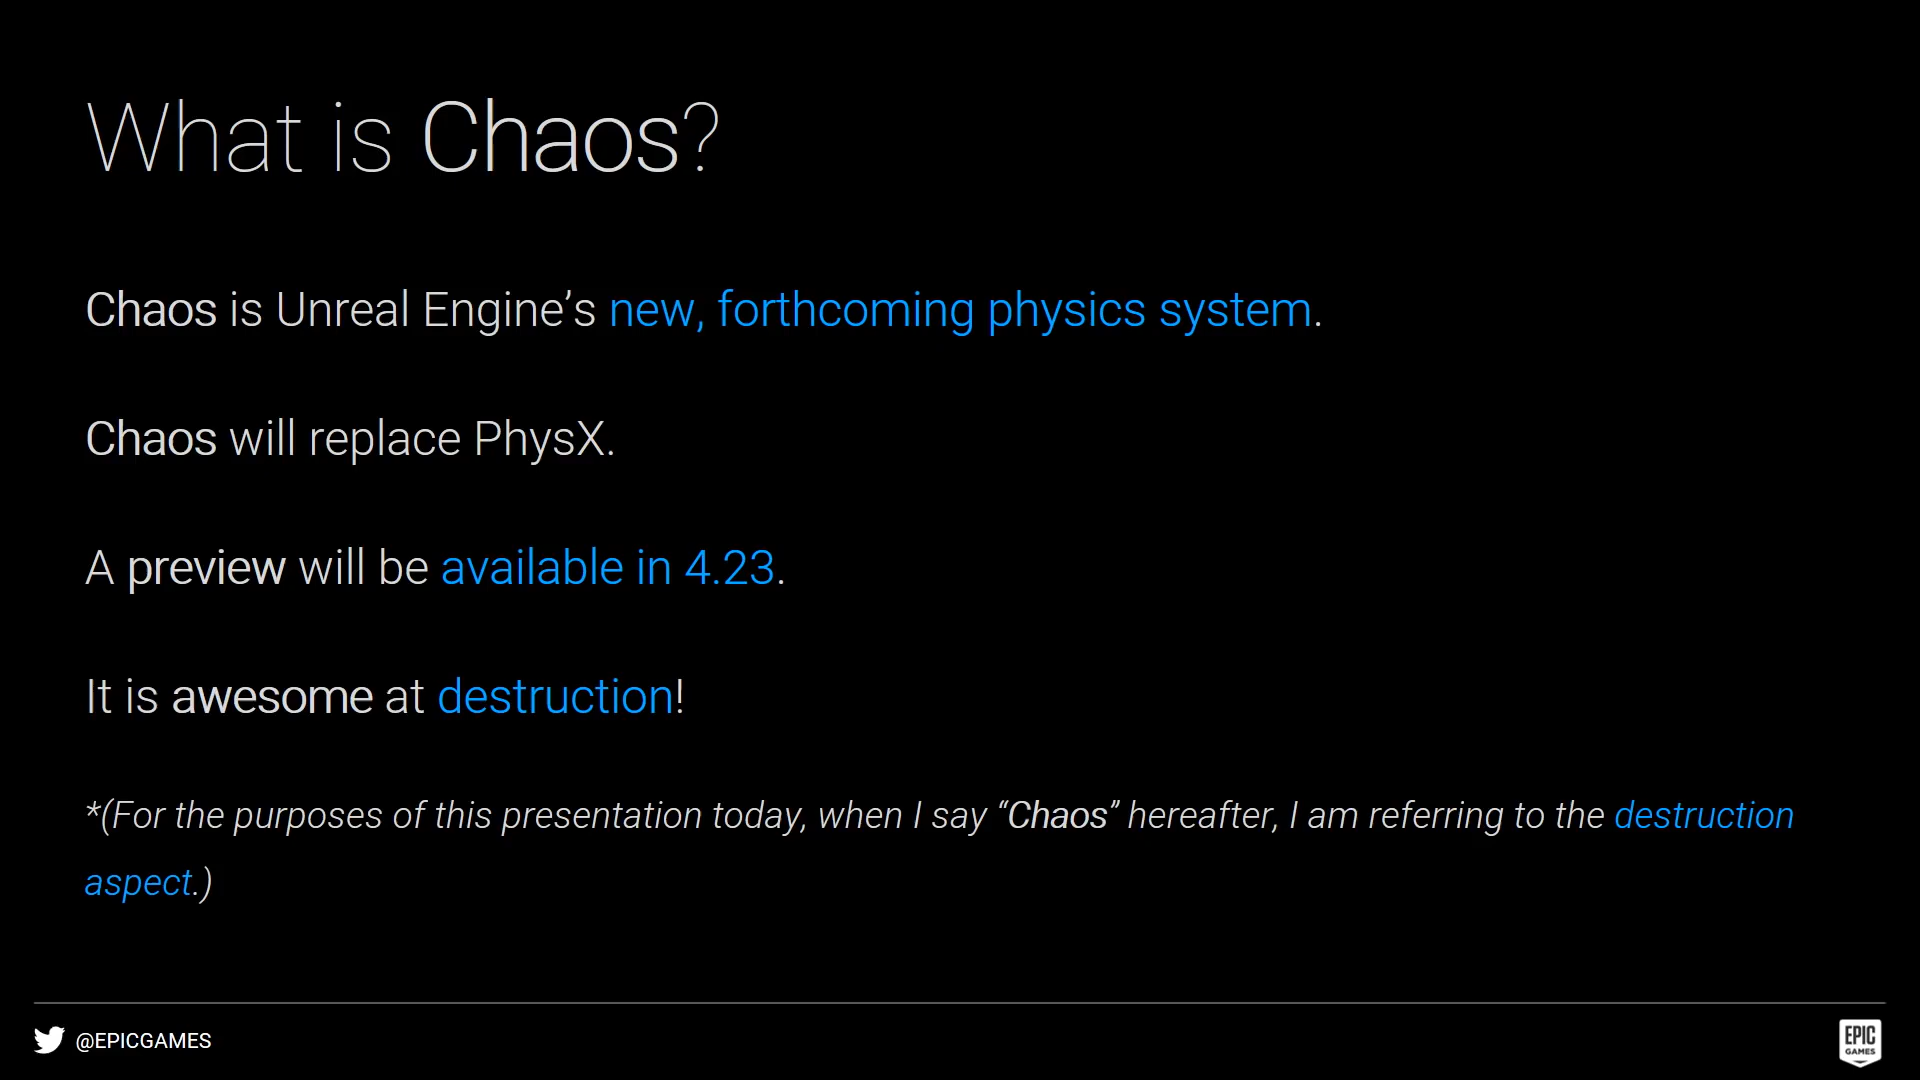 What is Chaos?
Chaos is Unreal Engine’s new, forthcoming physics system.
Chaos will replace PhysX.
A preview will be available in 4.23.
It is awesome at destruction!
*(For the purposes of this presentation today, when I say “Chaos” hereafter, I am referring to the destruction
aspect.)
@EPICGAMES
EPIC
GAMES